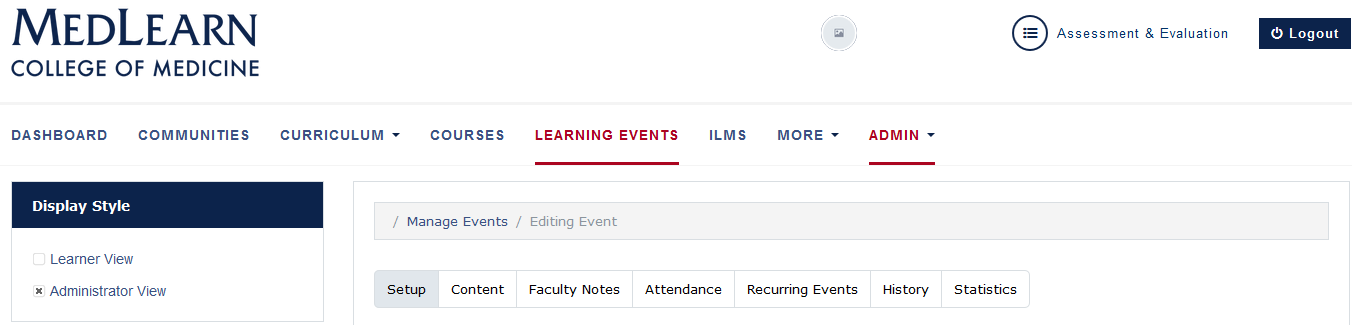 MEDLEARN
COLLEGE OF MEDICINE
Assessment & Evaluation
Logout
DASHBOARD COMMUNITIES CURRICULUM COURSES LEARNING EVENTS ILMS MORE ADMIN
Display Style
Learner View
Administrator View
/ Manage Events / Editing Event
Setup Content Faculty Notes Attendance Recurring Events History Statistics